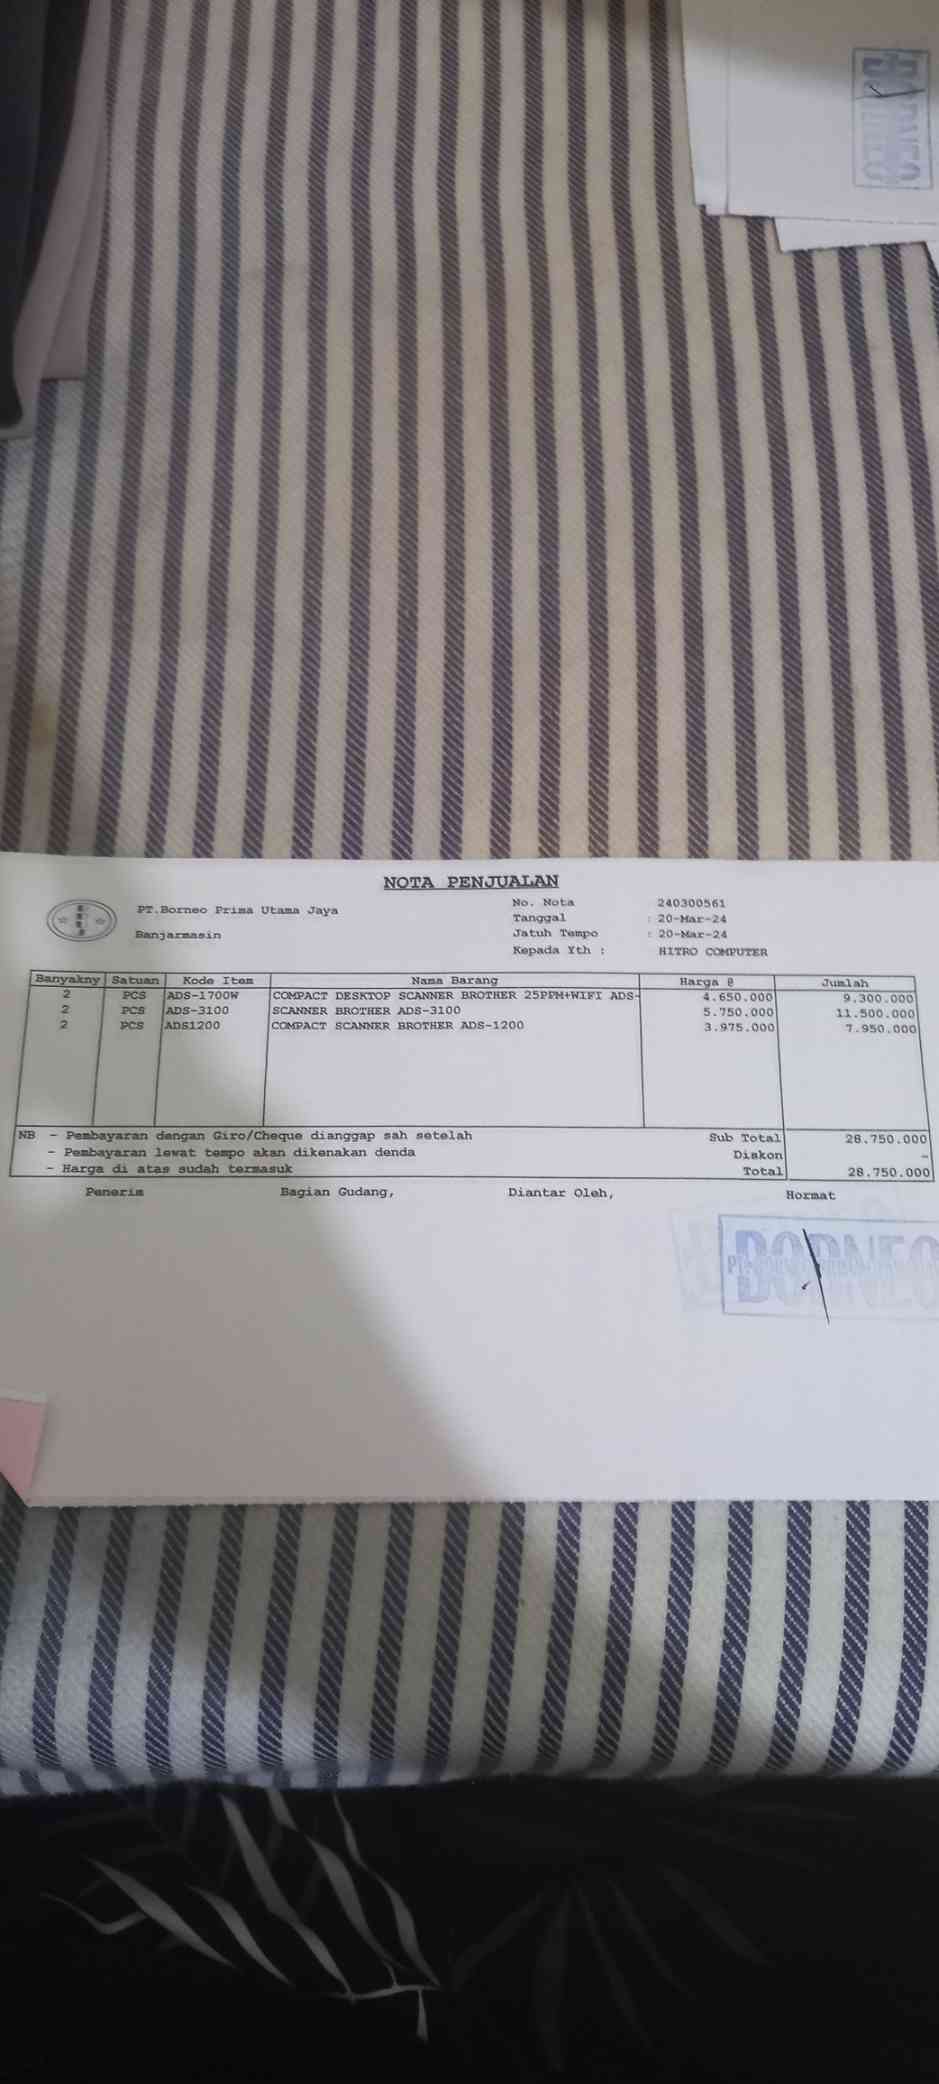 NOTA PENJUALAN
PT.Borneo Prima Utama Jaya
Banjarmasin
No. Nota 240300561
Tanggal : 20-Mar-24
Jatuh Tempo : 20-Mar-24
Kepada Yth : HITRO COMPUTER
Banyakny Satuan Kode Item Nama Barang Harga @ Jumlah
2 PCS ADS-1700W COMPACT DESKTOP SCANNER BROTHER 25PPM+WIFI ADS- 4.650.000 9.300.000
2 PCS ADS-3100 SCANNER BROTHER ADS-3100 5.750.000 11.500.000
2 PCS ADS1200 COMPACT SCANNER BROTHER ADS-1200 3.975.000 7.950.000
NB - Pembayaran dengan Giro/Cheque dianggap sah setelah Sub Total 28.750.000
- Pembayaran lewat tempo akan dikenakan denda Diskon -
- Harga di atas sudah termasuk Total 28.750.000
Penerim Bagian Gudang, Diantar Oleh, Hormat
BORNEO